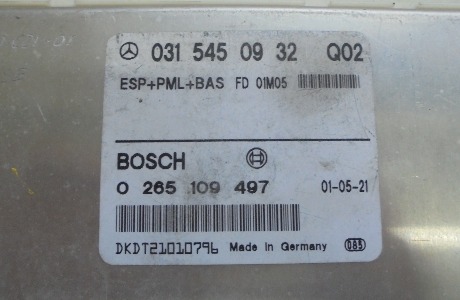 031 545 09 32 Q02
ESP+PML+BAS FD 01M05
BOSCH
0 265 109 497 01-05-21
DKDT21010796 Made in Germany 083